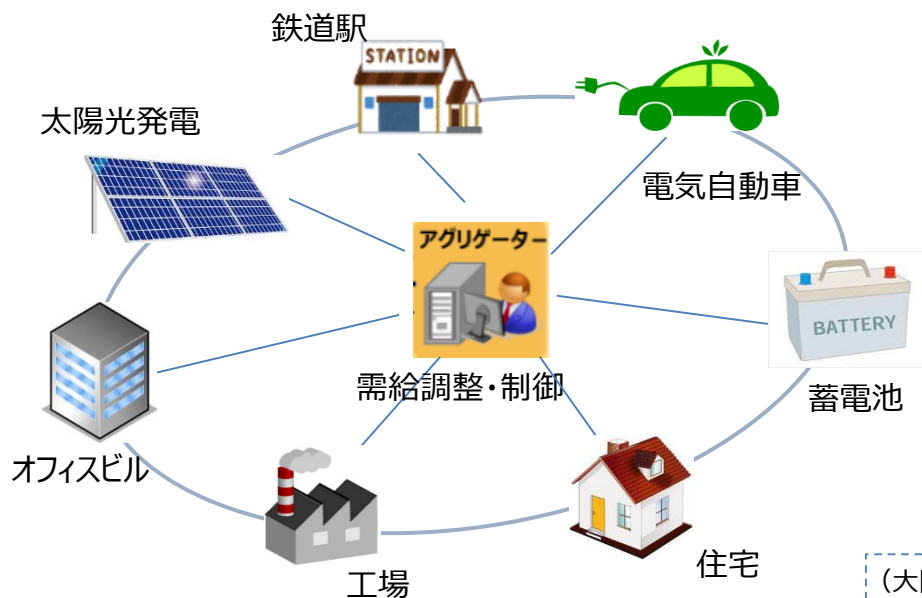 鉄道駅
STATION
太陽光発電
電気自動車
アグリゲーター
BATTERY
需給調整・制御
蓄電池
オフィスビル
工場
住宅